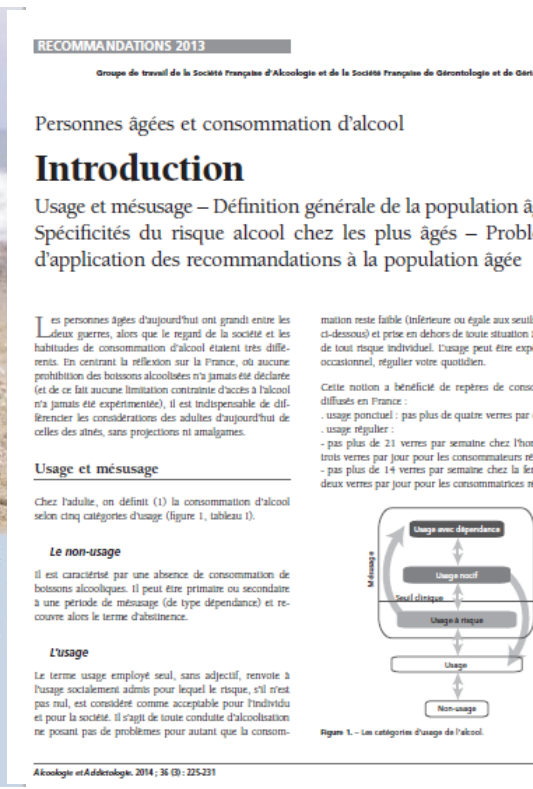 RECOMMANDATIONS 2013
Groupe de travail de la Société Française d'Alcoologie et de la Société Française de Gérontologie et de
Personnes âgées et consommation d'alcool
Introduction
Usage et mésusage – Définition générale de la population
Spécificités du risque alcool chez les plus âgés –
d'application des recommandations à la population âgée
Les personnes âgées d'aujourd'hui ont grandi entre les
deux guerres, alors que le regard de la société et les
habitudes de consommation d'alcool étaient très diffé-
rents. En centrant la réflexion sur la France, où aucune
prohibition des boissons alcoolisées n'a jamais été déclarée
(et de ce fait aucune limitation contrainte d'accès à l'alcool
n'a jamais été expérimentée), il est indispensable de dif-
férencier les considérations des adultes d'aujourd'hui de
celles des aînés, sans projections ni amalgames.
Usage et mésusage
Chez l'adulte, on définit (1) la consommation d'alcool
selon cinq catégories d'usage (figure 1, tableau I).
Le non-usage
Il est caractérisé par une absence de consommation de
boissons alcooliques. Il peut être primaire ou secondaire
à une période de mésusage (de type dépendance) et re-
couvre alors le terme d'abstinence.
L'usage
Le terme usage employé seul, sans adjectif, renvoie à
l'usage socialement admis pour lequel le risque, s'il n'est
pas nul, est considéré comme acceptable pour l'individu
et pour la société. Il s'agit de toute conduite d'alcoolisation
ne posant pas de problèmes pour autant que la consom-
mation reste faible (inférieure ou égale aux seuils
ci-dessous) et prise en dehors de toute situation
de tout risque individuel. L'usage peut être
occasionnel, régulier votre quotidien.
Cette notion a bénéficié de repères de
diffusés en France :
. usage ponctuel : pas plus de quatre verres par
. usage régulier :
- pas plus de 21 verres par semaine chez
trois verres par jour pour les consommateurs
- pas plus de 14 verres par semaine chez la
deux verres par jour pour les consommatrices
Mésusage
Usage avec dépendance
Usage nocif
Seuil clinique
Usage à risque
Usage
Non-usage
Figure 1. – Les catégories d'usage de l'alcool.
Alcoologie et Addictologie. 2014 ; 36 (3) : 225-231